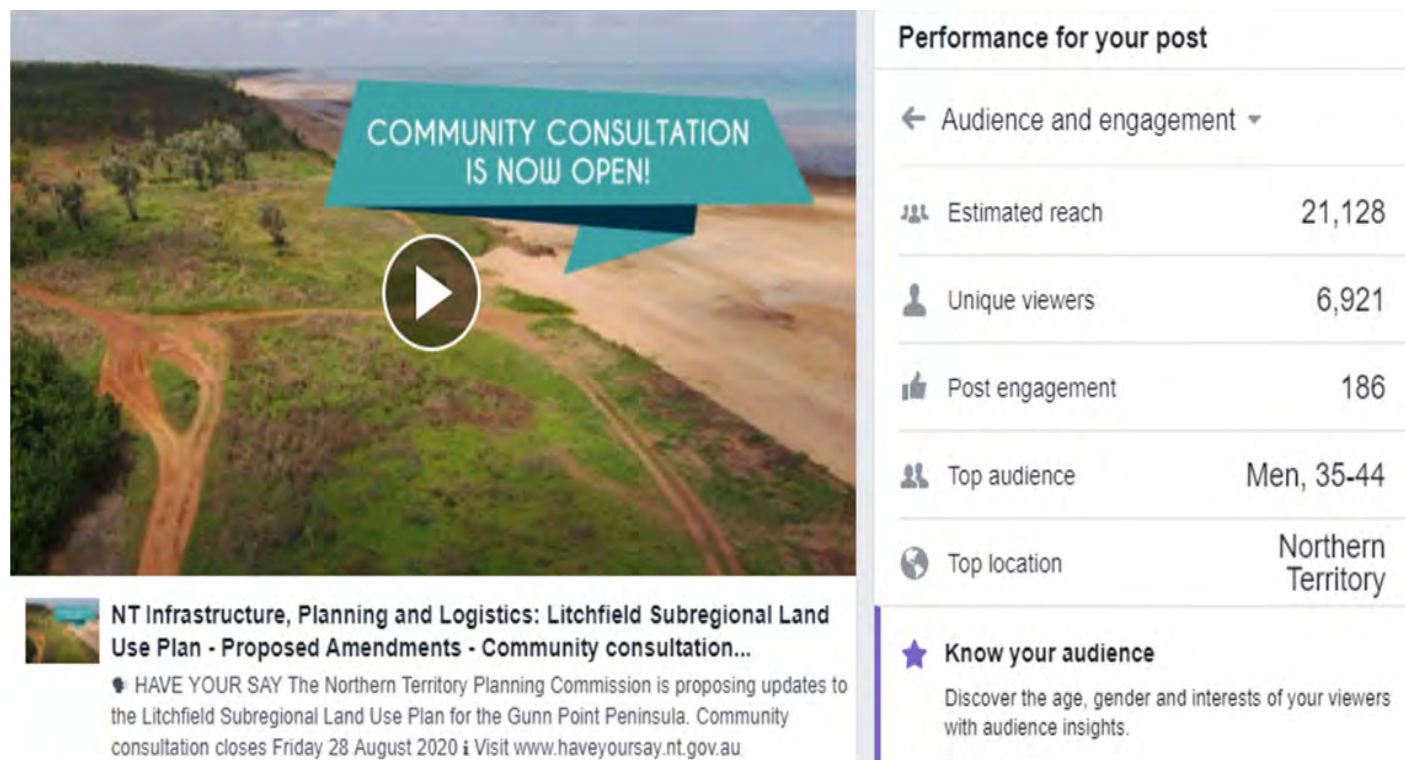 COMMUNITY CONSULTATION
IS NOW OPEN!
NT Infrastructure, Planning and Logistics: Litchfield Subregional Land
Use Plan - Proposed Amendments - Community consultation...
HAVE YOUR SAY The Northern Territory Planning Commission is proposing updates to
the Litchfield Subregional Land Use Plan for the Gunn Point Peninsula. Community
consultation closes Friday 28 August 2020 ℹ Visit www.haveyoursay.nt.gov.au
Performance for your post
Audience and engagement
Estimated reach 21,128
Unique viewers 6,921
Post engagement 186
Top audience Men, 35-44
Top location Northern
Territory
Know your audience
Discover the age, gender and interests of your viewers
with audience insights.